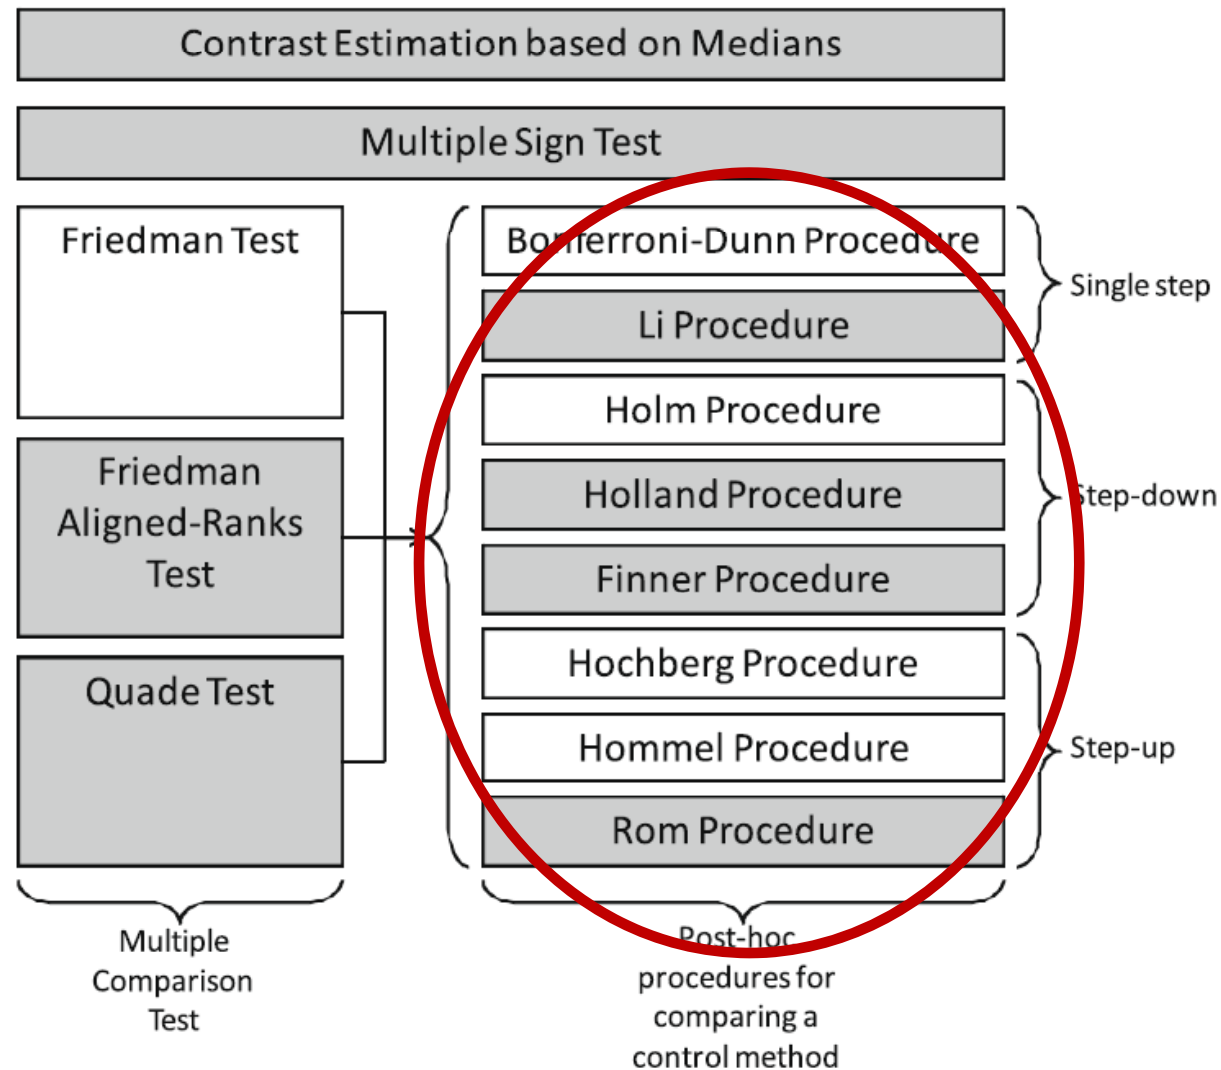 Contrast Estimation based on Medians
Multiple Sign Test
Friedman Test
Friedman
Aligned-Ranks
Test
Quade Test
Multiple
Comparison
Test
Bonferroni-Dunn Procedure
Li Procedure
Holm Procedure
Holland Procedure
Finner Procedure
Hochberg Procedure
Hommel Procedure
Rom Procedure
Single step
Step-down
Step-up
Post-hoc
procedures for
comparing a
control method